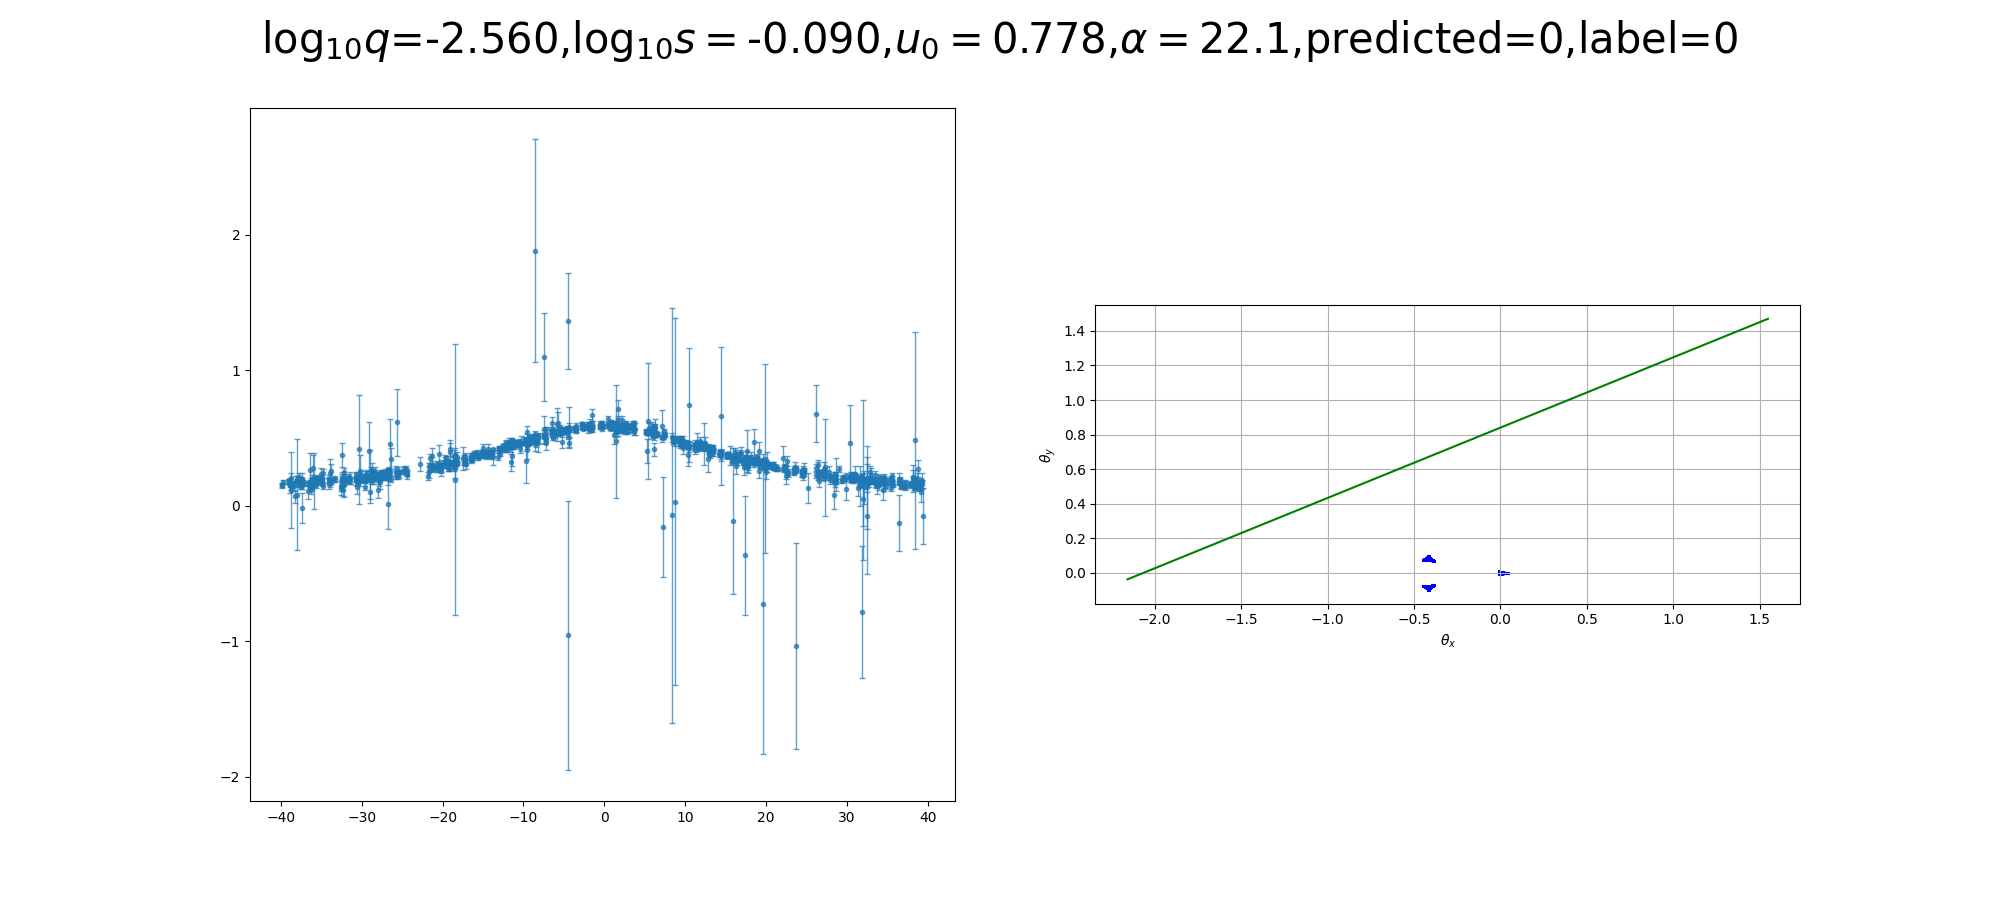 log₁₀q=-2.560,log₁₀s = -0.090,u₀ = 0.778,α = 22.1,predicted=0,label=0
2
1
0
−1
−2
−40 −30 −20 −10 0 10 20 30 40
1.4
1.2
1.0
0.8
0.6
0.4
0.2
0.0
θy
−2.0 −1.5 −1.0 −0.5 0.0 0.5 1.0 1.5
θx